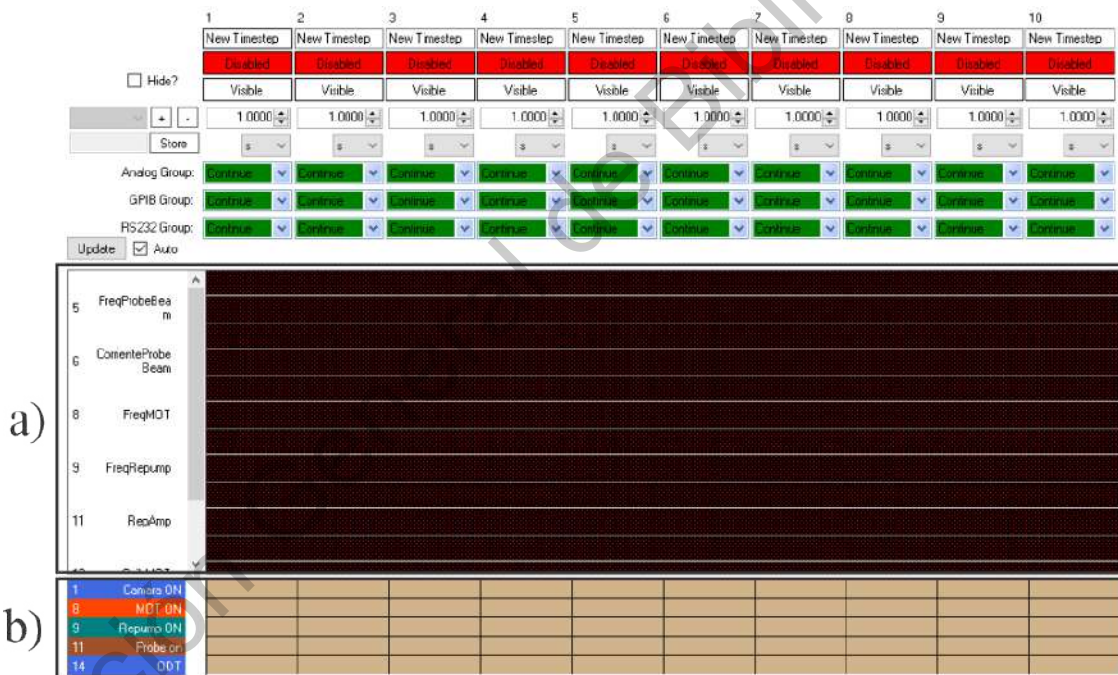 1 2 3 4 5 6 7 8 9 10
New Timestep New Timestep New Timestep New Timestep New Timestep New Timestep New Timestep New Timestep New Timestep New Timestep
Disabled Disabled Disabled Disabled Disabled Disabled Disabled Disabled Disabled Disabled
Hide?
Visible Visible Visible Visible Visible Visible Visible Visible Visible Visible
+ - 1.0000 1.0000 1.0000 1.0000 1.0000 1.0000 1.0000 1.0000 1.0000 1.0000
Store s s s s s s s s s s
Analog Group: Continue Continue Continue Continue Continue Continue Continue Continue Continue Continue
GPIB Group: Continue Continue Continue Continue Continue Continue Continue Continue Continue Continue
RS232 Group: Continue Continue Continue Continue Continue Continue Continue Continue Continue Continue
Update Auto
a)
5 FreqProbeBea
m
6 CorrienteProbe
Beam
8 FreqMOT
9 FreqRepump
11 RepAmp
b)
1 Camera ON
8 MOT ON
9 Repump ON
11 Probe on
14 ODT
de